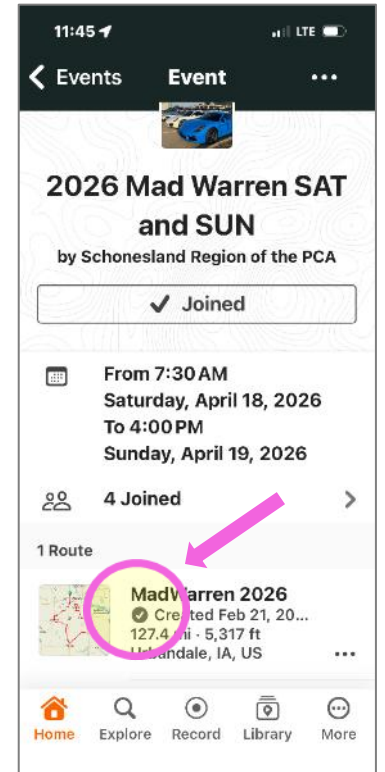 11:45 LTE
Events Event ...
2026 Mad Warren SAT
and SUN
by Schonesland Region of the PCA
Joined
From 7:30 AM
Saturday, April 18, 2026
To 4:00 PM
Sunday, April 19, 2026
4 Joined
1 Route
MadWarren 2026
Created Feb 21, 20...
127.4 mi · 5,317 ft
Urbandale, IA, US ...
Home Explore Record Library More